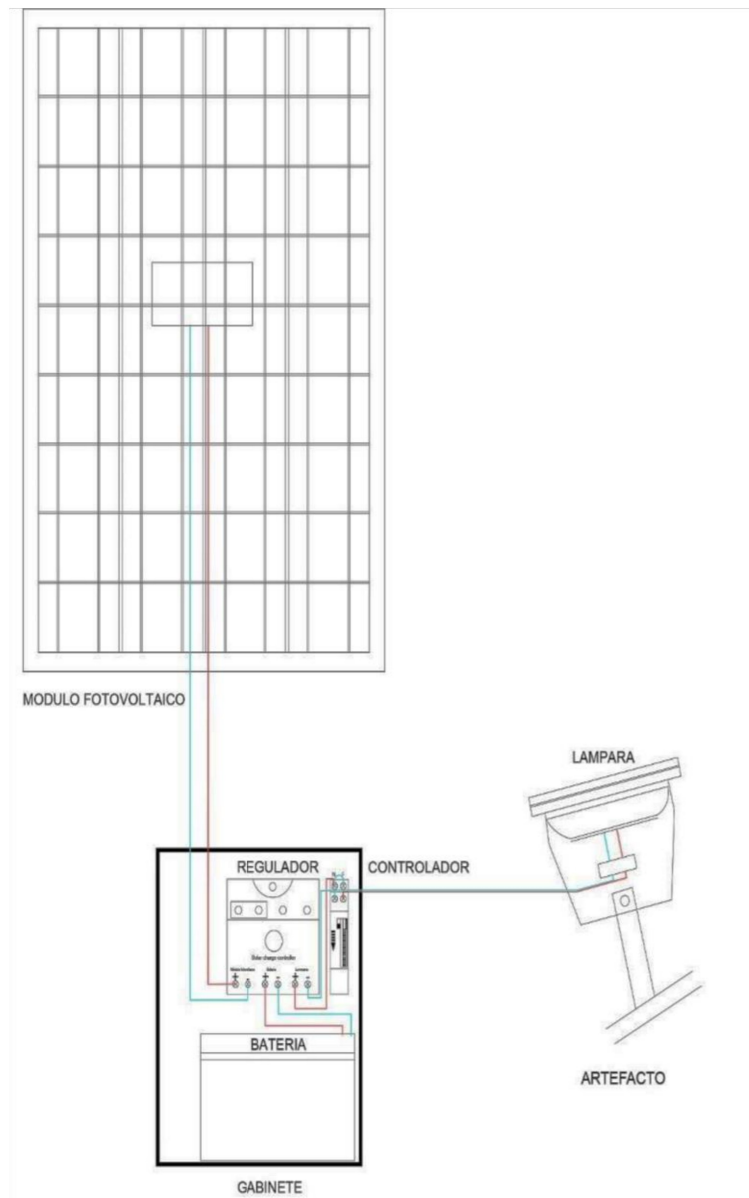 MODULO FOTOVOLTAICO
LAMPARA
REGULADOR
CONTROLADOR
Solar charge controller
BATERIA
ARTEFACTO
GABINETE